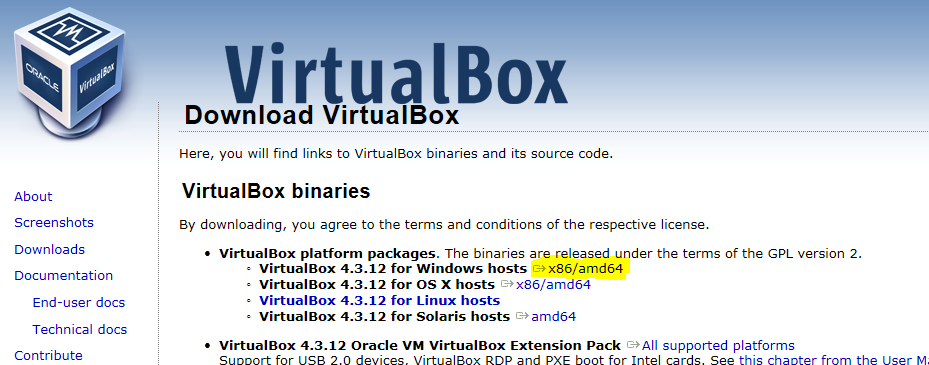 ORACLE
VirtualBox
VirtualBox
Download VirtualBox
Here, you will find links to VirtualBox binaries and its source code.
VirtualBox binaries
By downloading, you agree to the terms and conditions of the respective license.
• VirtualBox platform packages. The binaries are released under the terms of the GPL version 2.
◦ VirtualBox 4.3.12 for Windows hosts x86/amd64
◦ VirtualBox 4.3.12 for OS X hosts x86/amd64
◦ VirtualBox 4.3.12 for Linux hosts
◦ VirtualBox 4.3.12 for Solaris hosts amd64
• VirtualBox 4.3.12 Oracle VM VirtualBox Extension Pack All supported platforms
Support for USB 2.0 devices, VirtualBox RDP and PXE boot for Intel cards. See this chapter from the User Ma
About
Screenshots
Downloads
Documentation
End-user docs
Technical docs
Contribute